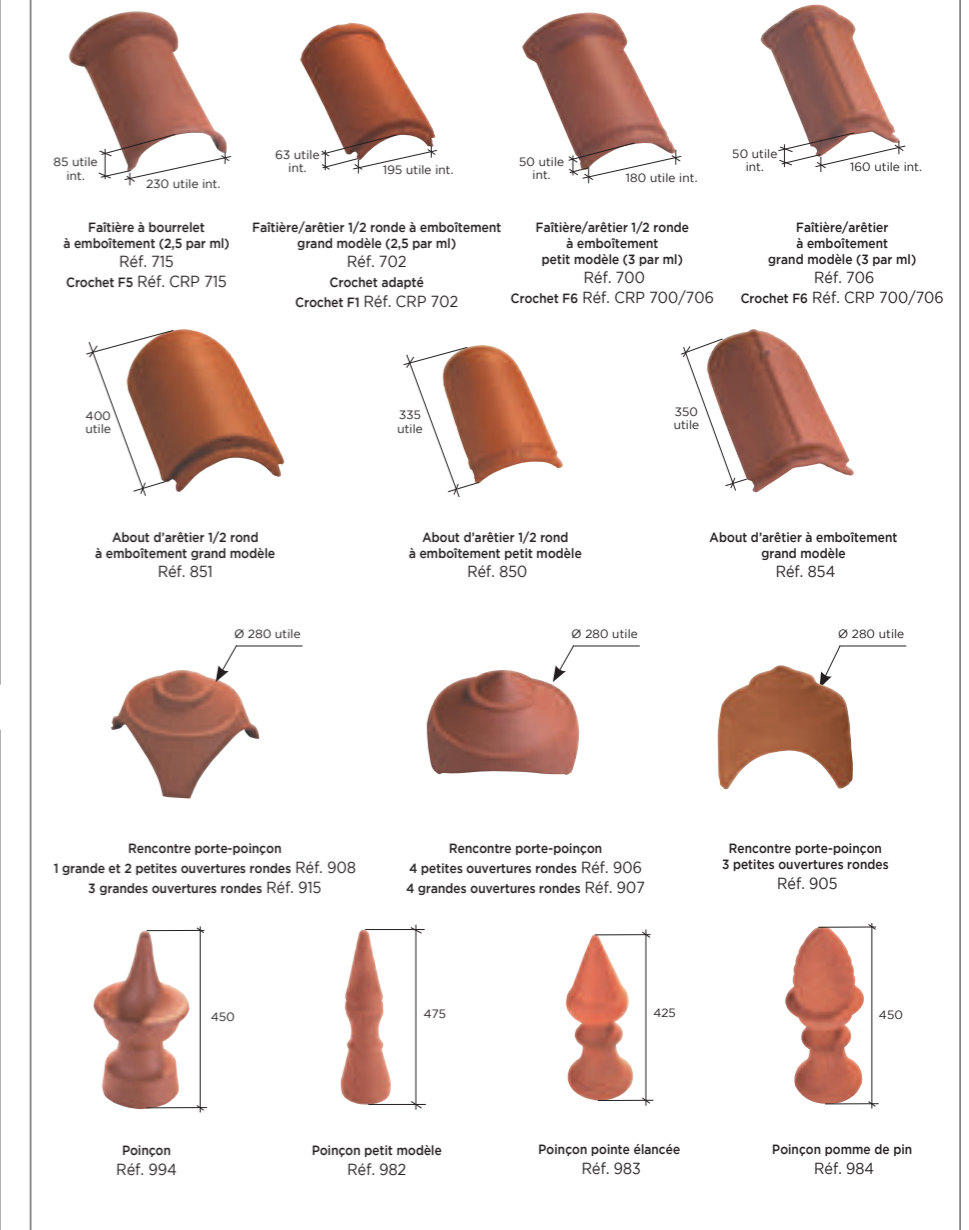 85 utile
int.
230 utile int.
63 utile
int.
195 utile int.
50 utile
int.
180 utile int.
50 utile
int.
160 utile int.
Faîtière à bourrelet
à emboîtement (2,5 par ml)
Réf. 715
Crochet F5 Réf. CRP 715
Faîtière/arêtier 1/2 ronde à emboîtement
grand modèle (2,5 par ml)
Réf. 702
Crochet adapté
Crochet F1 Réf. CRP 702
Faîtière/arêtier 1/2 ronde
à emboîtement
petit modèle (3 par ml)
Réf. 700
Crochet F6 Réf. CRP 700/706
Faîtière/arêtier
à emboîtement
grand modèle (3 par ml)
Réf. 706
Crochet F6 Réf. CRP 700/706
400
utile
335
utile
350
utile
About d'arêtier 1/2 rond
à emboîtement grand modèle
Réf. 851
About d'arêtier 1/2 rond
à emboîtement petit modèle
Réf. 850
About d'arêtier à emboîtement
grand modèle
Réf. 854
Ø 280 utile
Ø 280 utile
Ø 280 utile
Rencontre porte-poinçon
1 grande et 2 petites ouvertures rondes Réf. 908
3 grandes ouvertures rondes Réf. 915
Rencontre porte-poinçon
4 petites ouvertures rondes Réf. 906
4 grandes ouvertures rondes Réf. 907
Rencontre porte-poinçon
3 petites ouvertures rondes
Réf. 905
450
475
425
450
Poinçon
Réf. 994
Poinçon petit modèle
Réf. 982
Poinçon pointe élancée
Réf. 983
Poinçon pomme de pin
Réf. 984